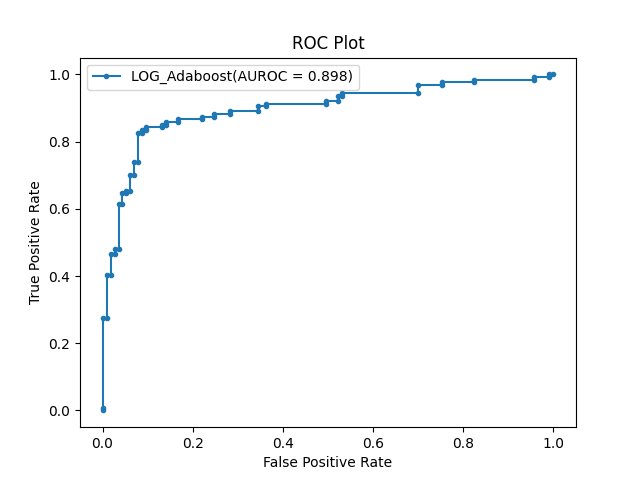 ROC Plot
LOG_Adaboost(AUROC = 0.898)
True Positive Rate
1.0
0.8
0.6
0.4
0.2
0.0
0.0 0.2 0.4 0.6 0.8 1.0
False Positive Rate